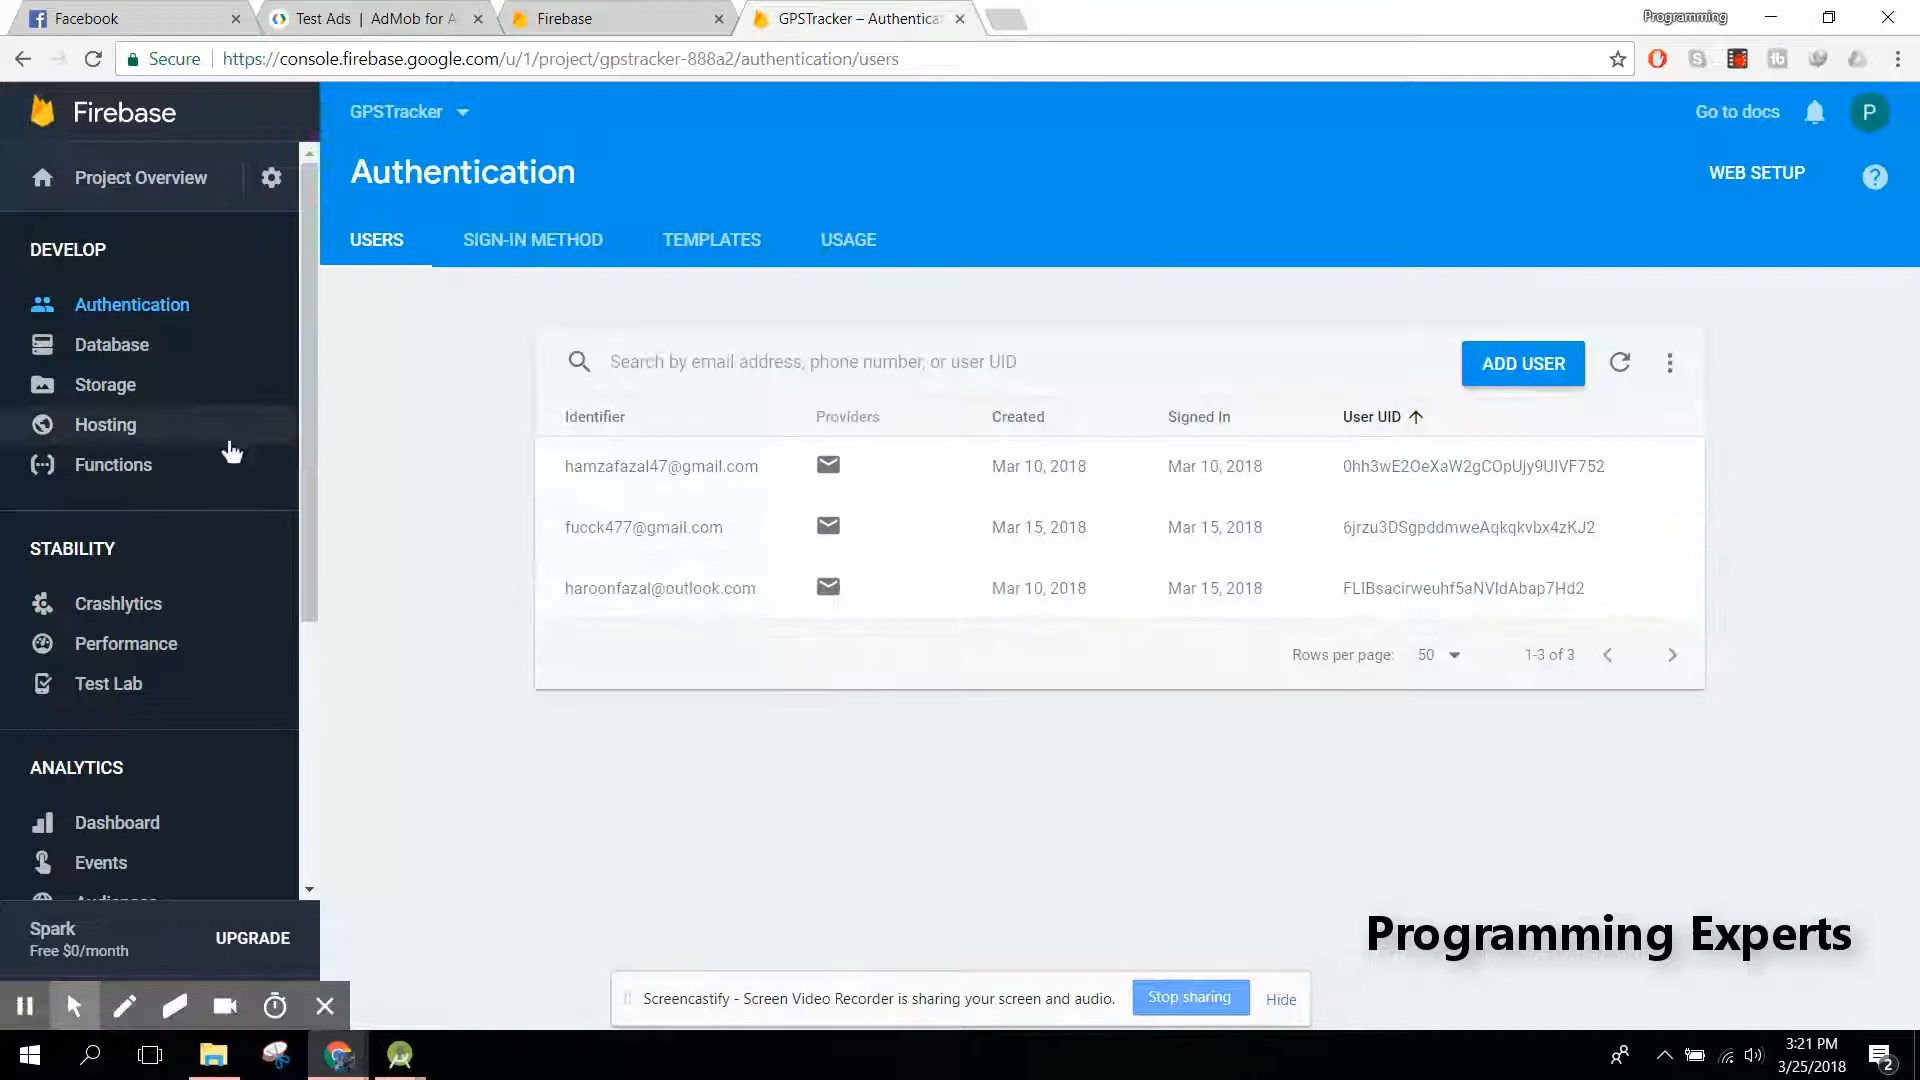 Facebook
Test Ads | AdMob for A
Firebase
GPSTracker – Authentica
Programming
Secure
https://console.firebase.google.com/u/1/project/gpstracker-888a2/authentication/users
Firebase
GPSTracker
Go to docs
P
Project Overview
Authentication
WEB SETUP
?
USERS
SIGN-IN METHOD
TEMPLATES
USAGE
DEVELOP
Authentication
Database
Storage
Hosting
Functions
Search by email address, phone number, or user UID
ADD USER
Identifier
Providers
Created
Signed In
User UID
hamzafazal47@gmail.com
Mar 10, 2018
Mar 10, 2018
0hh3wE2OeXaW2gCOpUjy9UIVF752
fucck477@gmail.com
Mar 15, 2018
Mar 15, 2018
6jrzu3DSgpddmweAqkqkvbx4zKJ2
haroonfazal@outlook.com
Mar 10, 2018
Mar 15, 2018
FLIBsacirweuhf5aNVIdAbap7Hd2
Rows per page:
50
1-3 of 3
STABILITY
Crashlytics
Performance
Test Lab
ANALYTICS
Dashboard
Events
Spark
Free $0/month
UPGRADE
Programming Experts
Screencastify - Screen Video Recorder is sharing your screen and audio.
Stop sharing
Hide
3:21 PM
3/25/2018
2